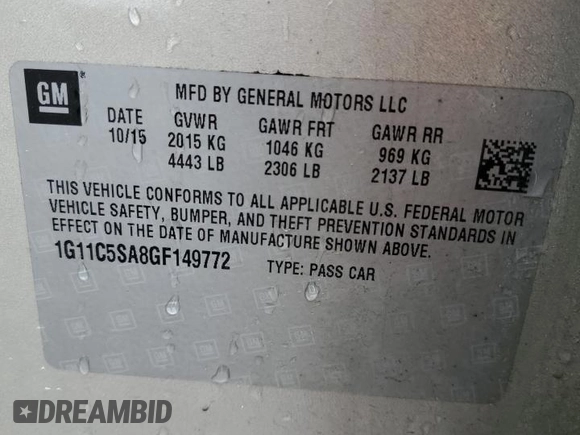 GM
MFD BY GENERAL MOTORS LLC
DATE GVWR GAWR FRT GAWR RR
10/15 2015 KG 1046 KG 969 KG
4443 LB 2306 LB 2137 LB
THIS VEHICLE CONFORMS TO ALL APPLICABLE U.S. FEDERAL MOTOR
VEHICLE SAFETY, BUMPER, AND THEFT PREVENTION STANDARDS IN
EFFECT ON THE DATE OF MANUFACTURE SHOWN ABOVE.
1G11C5SA8GF149772 TYPE: PASS CAR
DREAMBID